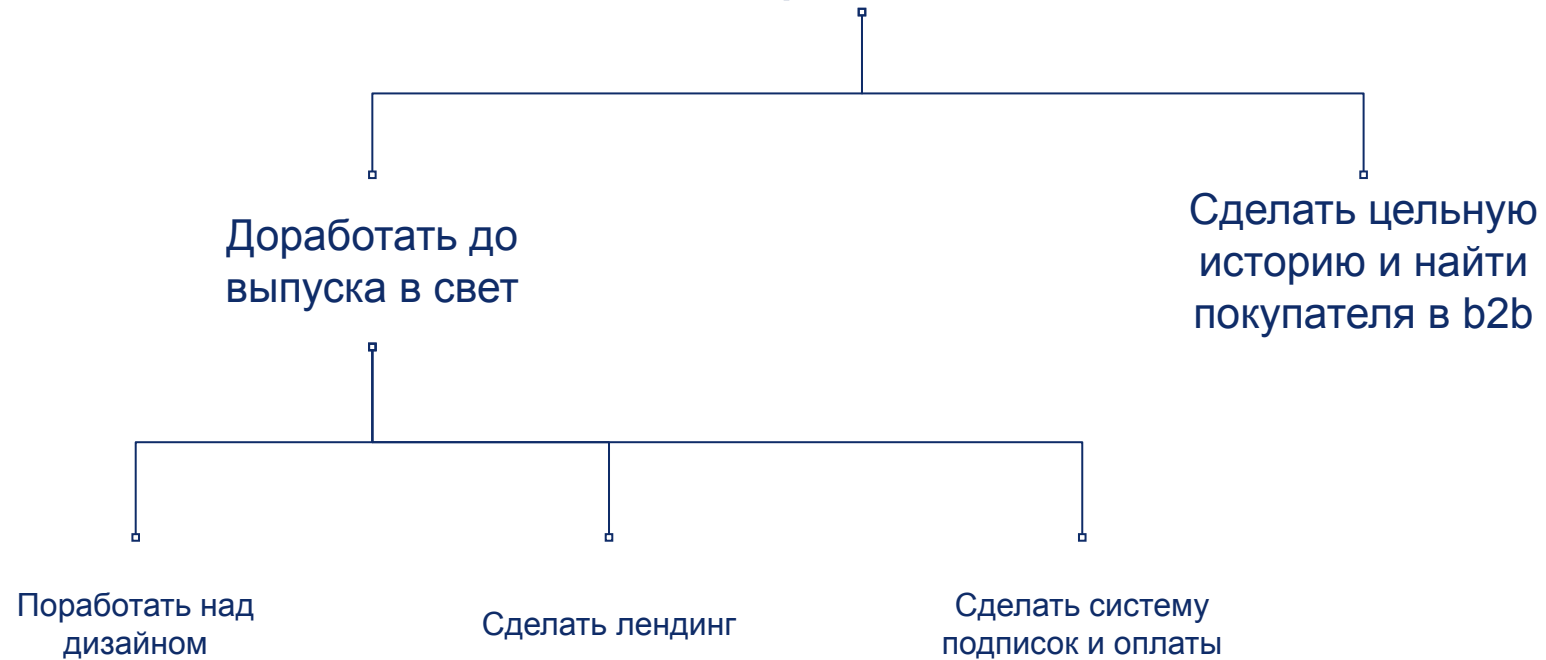 Доработать до
выпуска в свет
Сделать цельную
историю и найти
покупателя в b2b
Поработать над
дизайном
Сделать лендинг
Сделать систему
подписок и оплаты